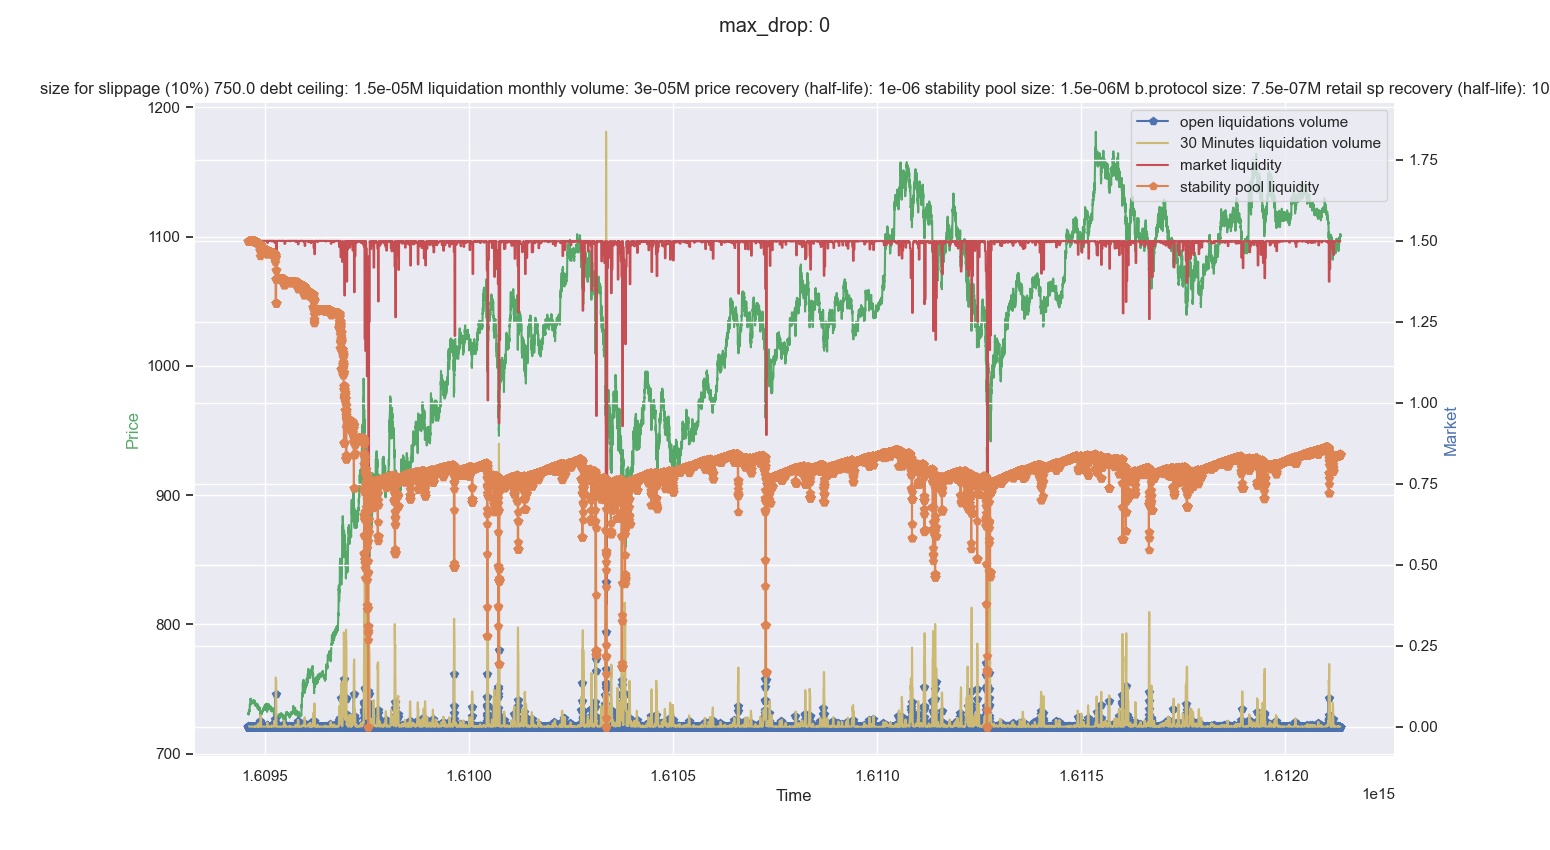 max_drop: 0
size for slippage (10%) 750.0 debt ceiling: 1.5e-05M liquidation monthly volume: 3e-05M price recovery (half-life): 1e-06 stability pool size: 1.5e-06M b.protocol size: 7.5e-07M retail sp recovery (half-life): 10
open liquidations volume
30 Minutes liquidation volume
market liquidity
stability pool liquidity
1200
1100
1000
900
800
700
Price
1.75
1.50
1.25
1.00
0.75
0.50
0.25
0.00
Market
1.6095
1.6100
1.6105
1.6110
1.6115
1.6120
1e15
Time